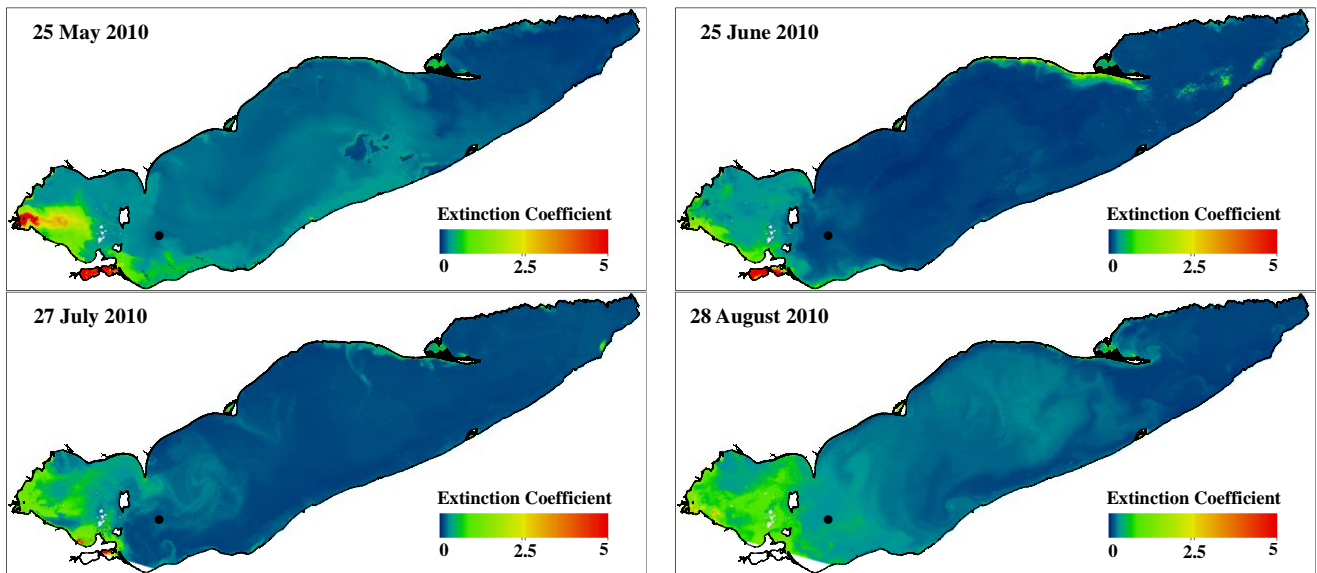 25 May 2010
Extinction Coefficient
0 2.5 5
25 June 2010
Extinction Coefficient
0 2.5 5
27 July 2010
Extinction Coefficient
0 2.5 5
28 August 2010
Extinction Coefficient
0 2.5 5